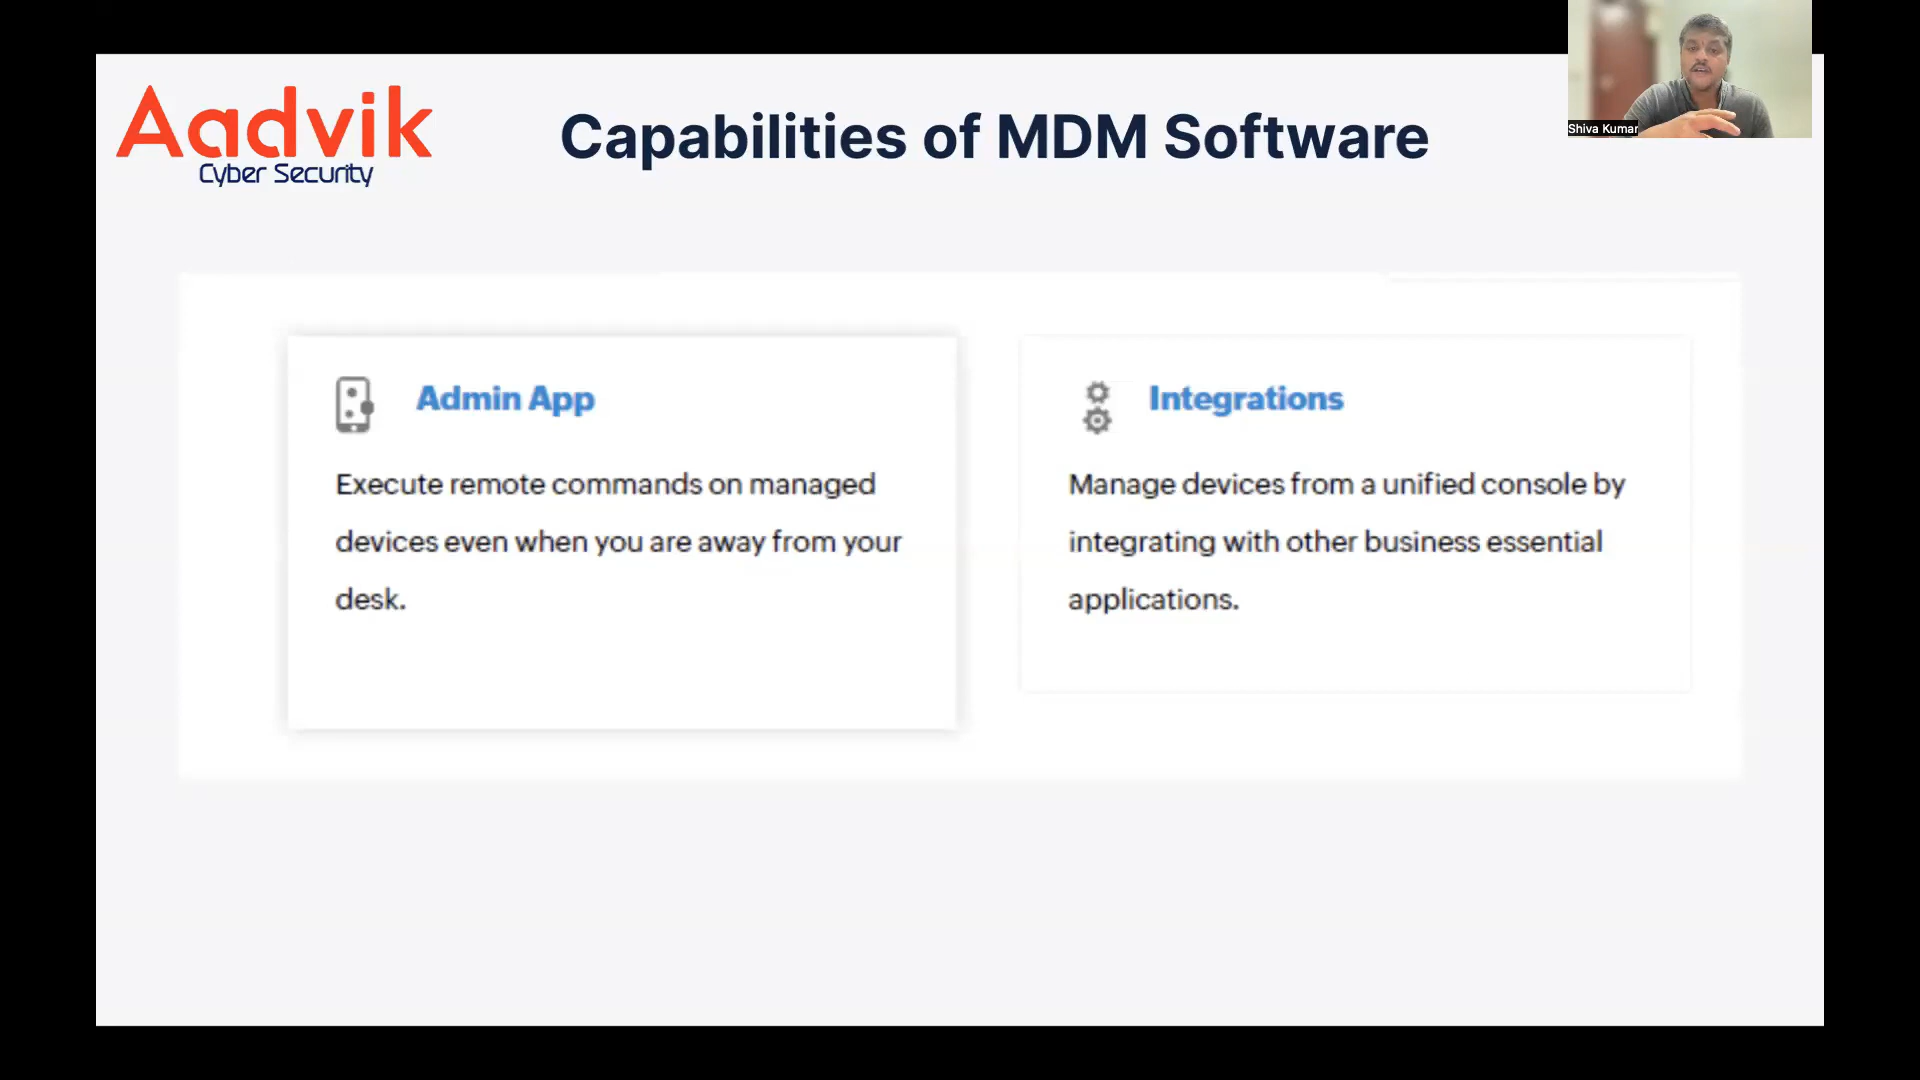 Aadvik
Cyber Security
Capabilities of MDM Software
Shiva Kumar
Admin App
Execute remote commands on managed
devices even when you are away from your
desk.
Integrations
Manage devices from a unified console by
integrating with other business essential
applications.